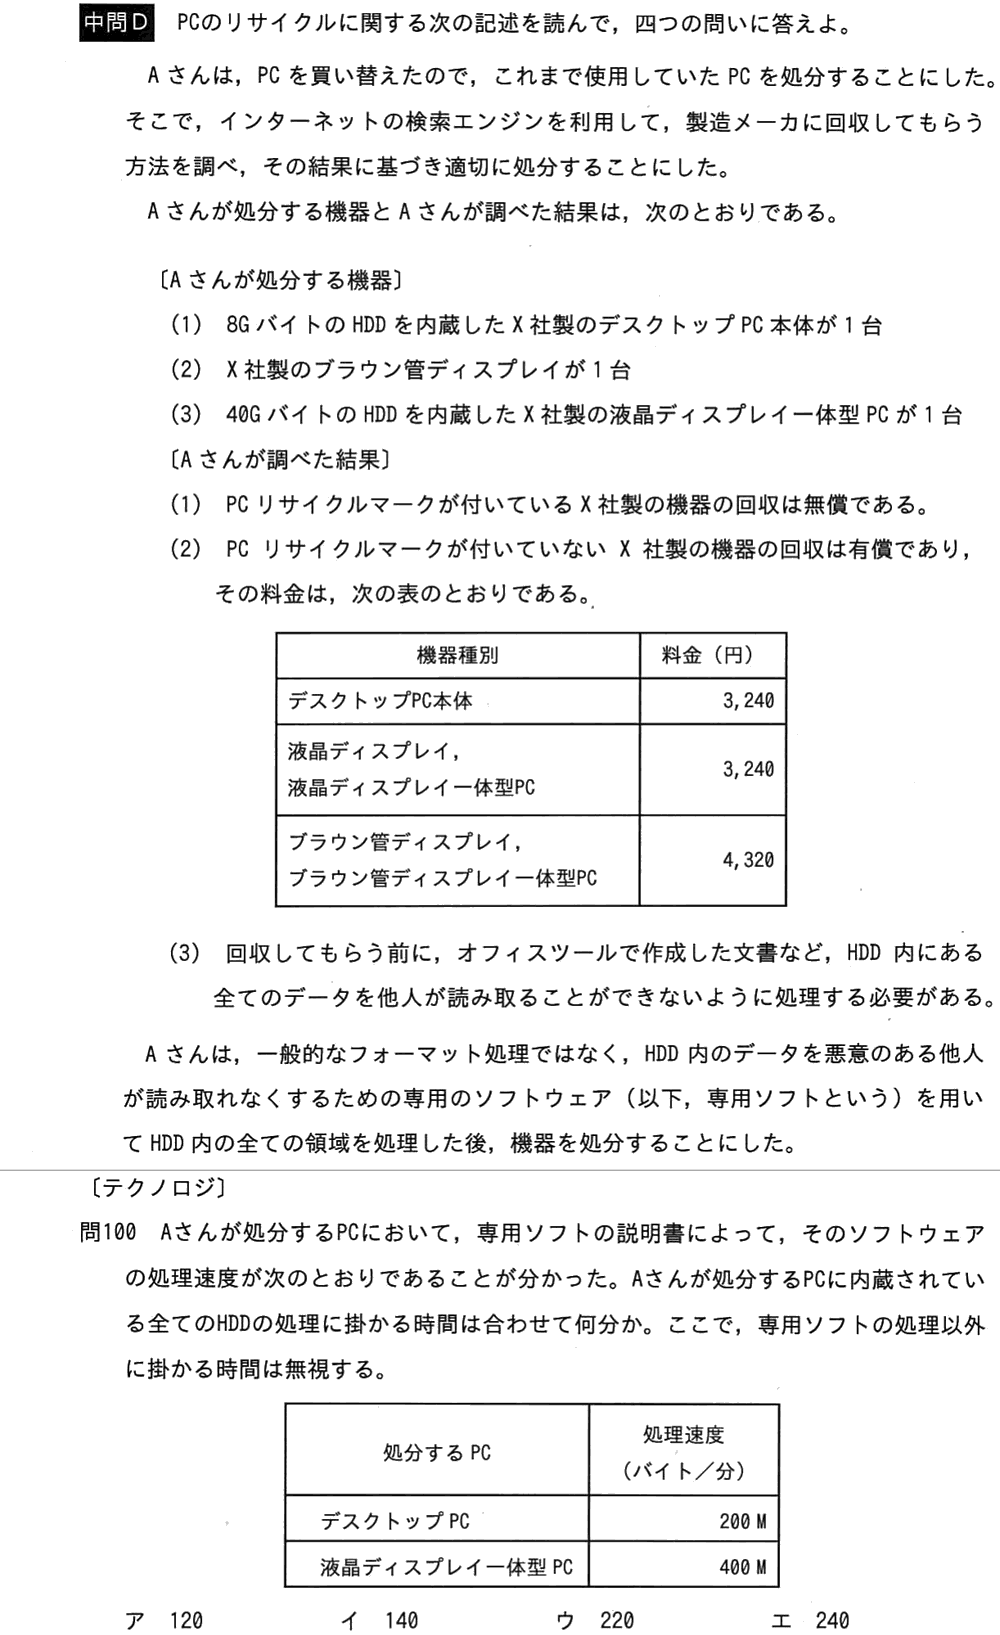 中問D PCのリサイクルに関する次の記述を読んで，四つの問いに答えよ。
Aさんは，PCを買い替えたので，これまで使用していたPCを処分することにした。
そこで，インターネットの検索エンジンを利用して，製造メーカに回収してもらう
方法を調べ，その結果に基づき適切に処分することにした。
Aさんが処分する機器とAさんが調べた結果は，次のとおりである。
〔Aさんが処分する機器〕
(1) 8GバイトのHDDを内蔵したX社製のデスクトップPC本体が1台
(2) X社製のブラウン管ディスプレイが1台
(3) 40GバイトのHDDを内蔵したX社製の液晶ディスプレイ一体型PCが1台
〔Aさんが調べた結果〕
(1) PCリサイクルマークが付いているX社製の機器の回収は無償である。
(2) PCリサイクルマークが付いていないX社製の機器の回収は有償であり，
その料金は，次の表のとおりである。
機器種別 料金（円）
デスクトップPC本体 3,240
液晶ディスプレイ，
液晶ディスプレイ一体型PC 3,240
ブラウン管ディスプレイ，
ブラウン管ディスプレイ一体型PC 4,320
(3) 回収してもらう前に，オフィスツールで作成した文書など，HDD内にある
全てのデータを他人が読み取ることができないように処理する必要がある。
Aさんは，一般的なフォーマット処理ではなく，HDD内のデータを悪意のある他人
が読み取れなくするための専用のソフトウェア（以下，専用ソフトという）を用い
てHDD内の全ての領域を処理した後，機器を処分することにした。
〔テクノロジ〕
問100 Aさんが処分するPCにおいて，専用ソフトの説明書によって，そのソフトウェア
の処理速度が次のとおりであることが分かった。Aさんが処分するPCに内蔵されてい
る全てのHDDの処理に掛かる時間は合わせて何分か。ここで，専用ソフトの処理以外
に掛かる時間は無視する。
処分するPC 処理速度
（バイト／分）
デスクトップPC 200 M
液晶ディスプレイ一体型PC 400 M
ア 120 イ 140 ウ 220 エ 240